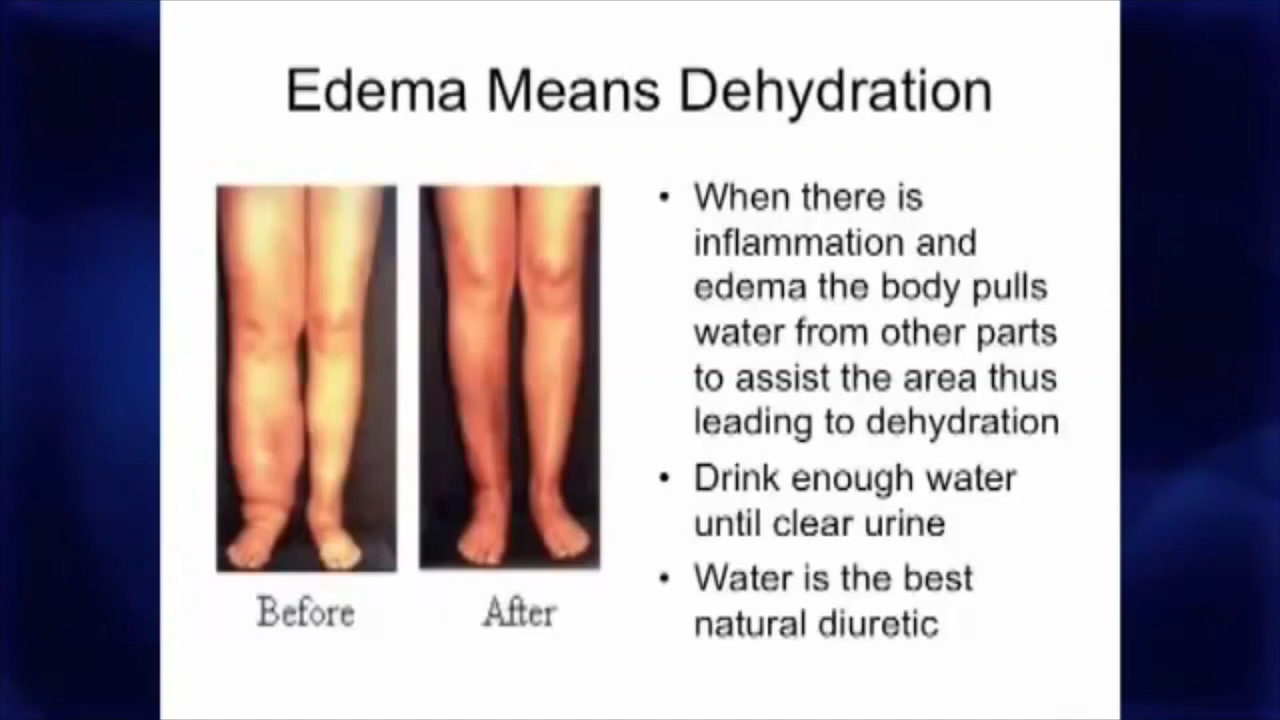 Edema Means Dehydration
• When there is
inflammation and
edema the body pulls
water from other parts
to assist the area thus
leading to dehydration
• Drink enough water
until clear urine
• Water is the best
natural diuretic
Before
After